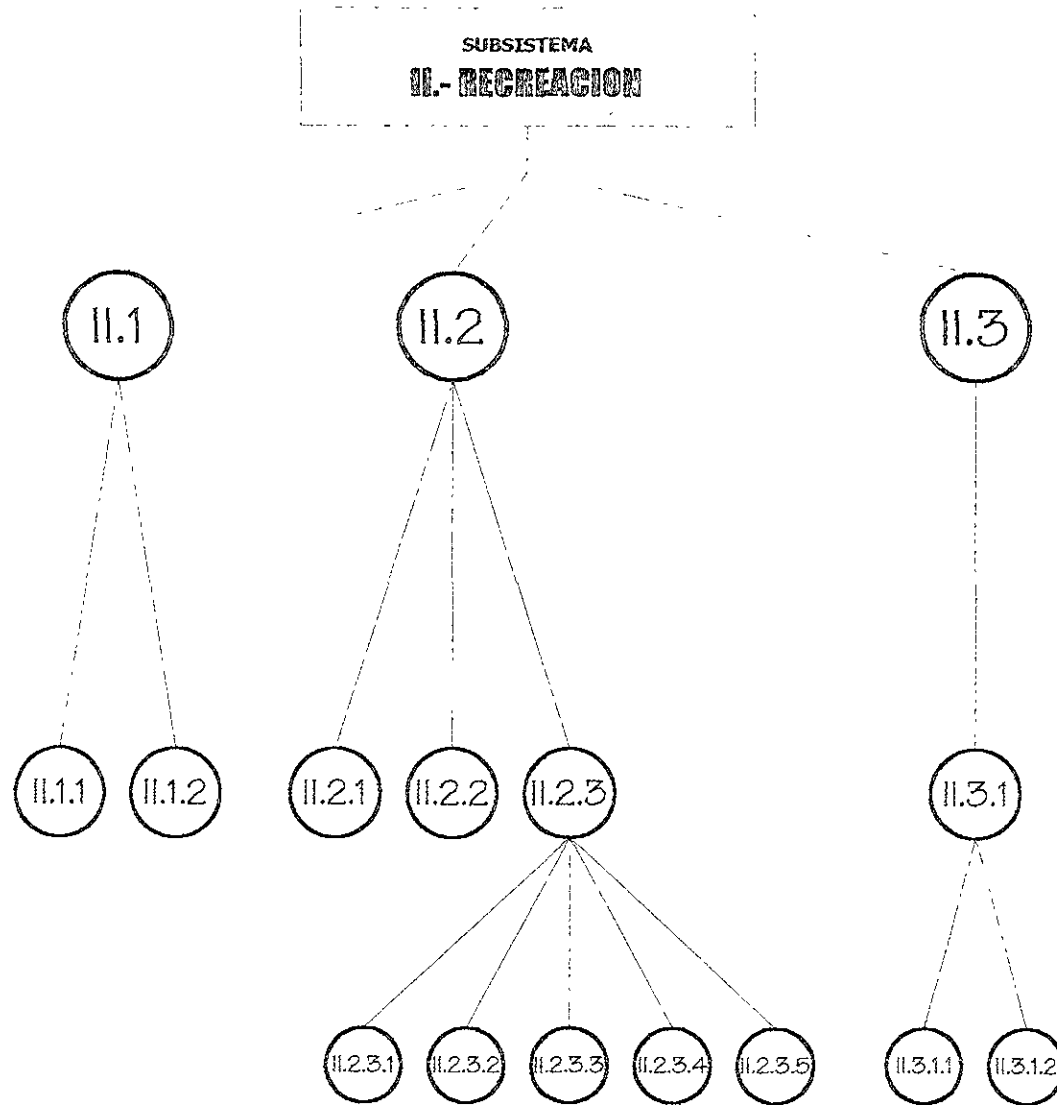 SUBSISTEMA
II.- RECREACION
II.1
II.2
II.3
II.1.1
II.1.2
II.2.1
II.2.2
II.2.3
II.3.1
II.2.3.1
II.2.3.2
II.2.3.3
II.2.3.4
II.2.3.5
II.3.1.1
II.3.1.2